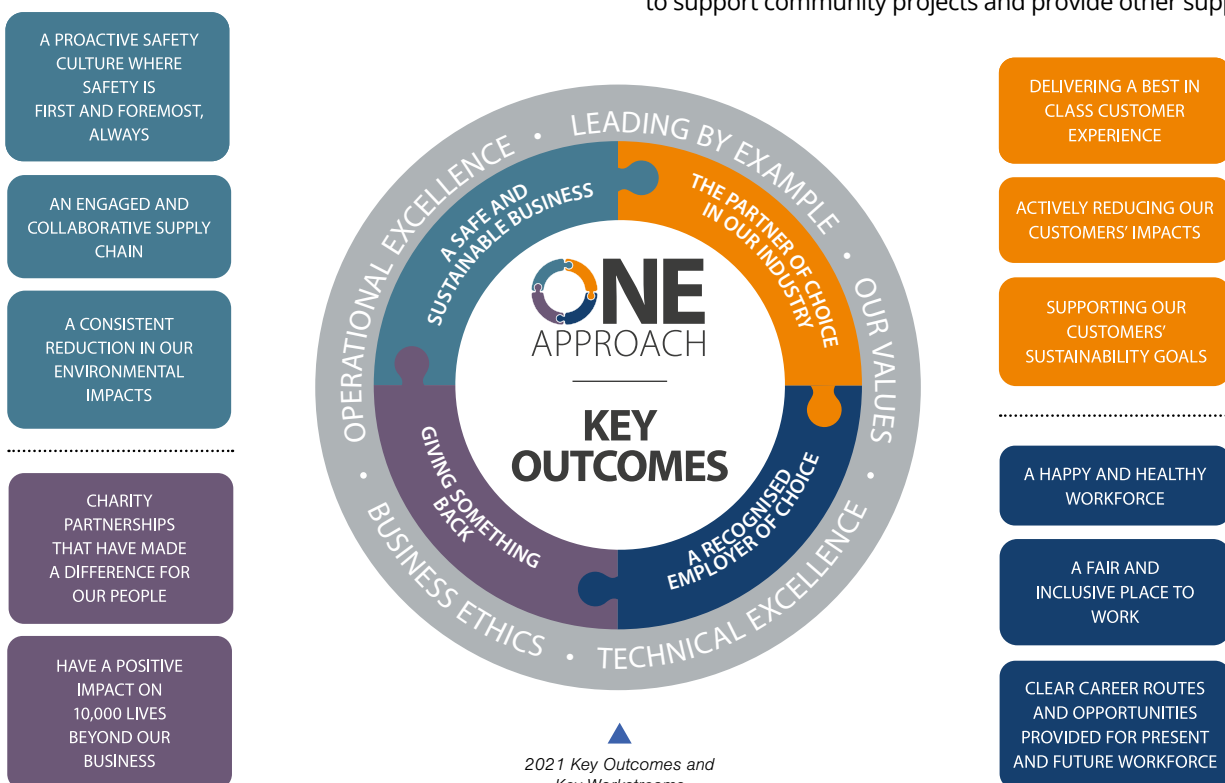 to support community projects and provide other supp
A PROACTIVE SAFETY
CULTURE WHERE
SAFETY IS
FIRST AND FOREMOST,
ALWAYS
AN ENGAGED AND
COLLABORATIVE SUPPLY
CHAIN
A CONSISTENT
REDUCTION IN OUR
ENVIRONMENTAL
IMPACTS
CHARITY
PARTNERSHIPS
THAT HAVE MADE
A DIFFERENCE FOR
OUR PEOPLE
HAVE A POSITIVE
IMPACT ON
10,000 LIVES
BEYOND OUR
BUSINESS
OPERATIONAL EXCELLENCE • LEADING BY EXAMPLE • OUR VALUES • TECHNICAL EXCELLENCE • BUSINESS ETHICS •
A SAFE AND
SUSTAINABLE BUSINESS
THE PARTNER OF CHOICE
IN OUR INDUSTRY
A RECOGNISED
EMPLOYER OF CHOICE
GIVING SOMETHING
BACK
ONE
APPROACH
KEY
OUTCOMES
2021 Key Outcomes and
Key Workstreams
DELIVERING A BEST IN
CLASS CUSTOMER
EXPERIENCE
ACTIVELY REDUCING OUR
CUSTOMERS' IMPACTS
SUPPORTING OUR
CUSTOMERS'
SUSTAINABILITY GOALS
A HAPPY AND HEALTHY
WORKFORCE
A FAIR AND
INCLUSIVE PLACE TO
WORK
CLEAR CAREER ROUTES
AND OPPORTUNITIES
PROVIDED FOR PRESENT
AND FUTURE WORKFORCE